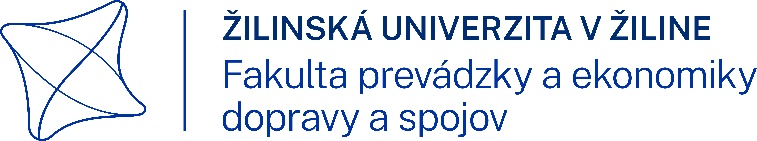 ŽILINSKÁ UNIVERZITA V ŽILINE
Fakulta prevádzky a ekonomiky
dopravy a spojov